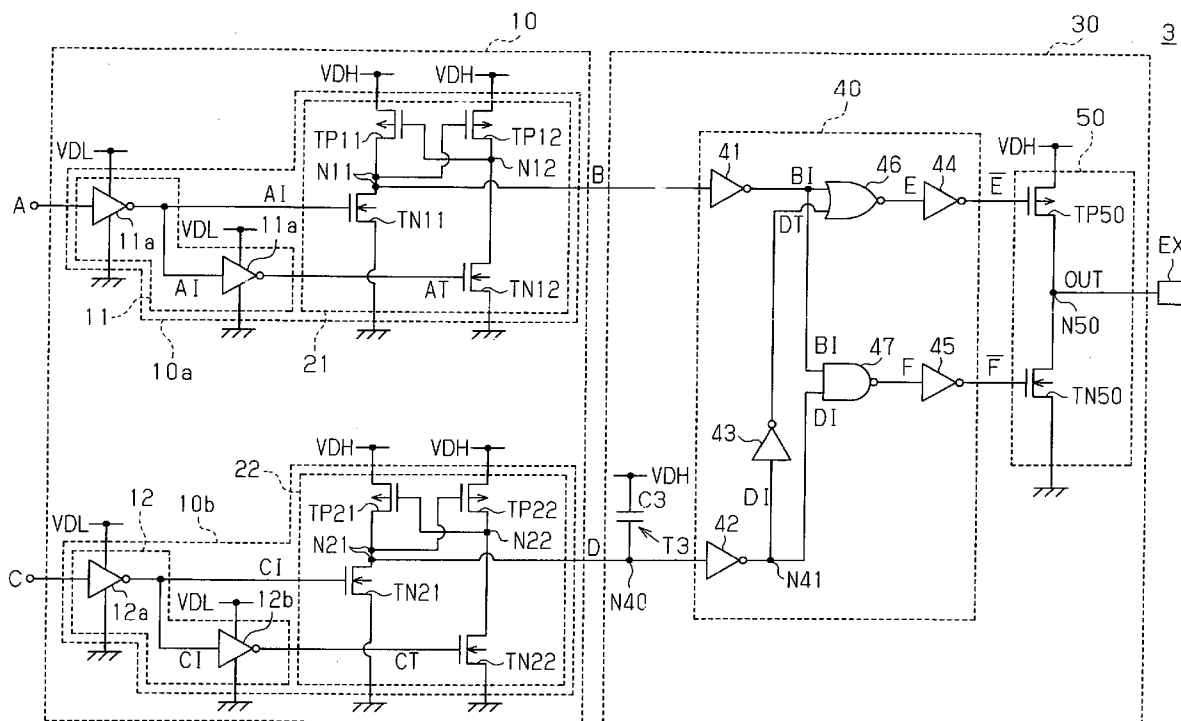 10
30
3
VDH VDH
40
50
VDL
TP11 TP12
41
46
44
VDH
N11 N12
B
BI
E
E̅
A
AI
TN11
DT
TP50
11a
VDL
11a
EX
AI
AT
TN12
OUT
11
N50
10a
21
BI
47
45
F
F̅
DI
TN50
43
VDH VDH
22
VDH
12
10b
TP21 TP22
C3
DI
VDL
N21 N22
D
T3
42
C
CI
TN21
N40
N41
12a
VDL
12b
CI
CT
TN22